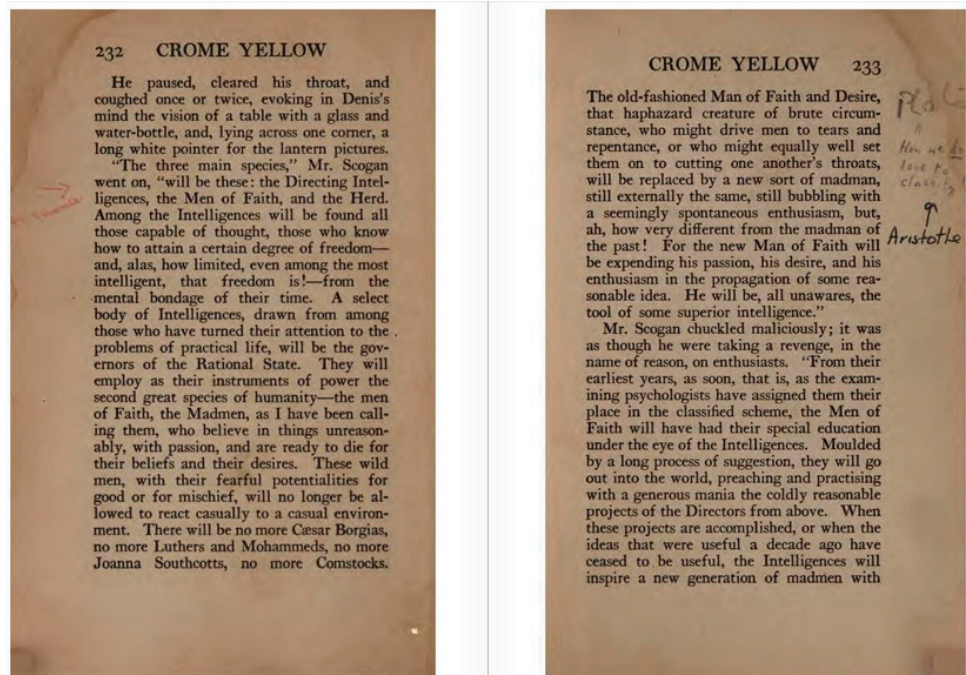 232 CROME YELLOW
He paused, cleared his throat, and
coughed once or twice, evoking in Denis's
mind the vision of a table with a glass and
water-bottle, and, lying across one corner, a
long white pointer for the lantern pictures.
"The three main species," Mr. Scogan
went on, "will be these: the Directing Intel-
ligences, the Men of Faith, and the Herd.
Among the Intelligences will be found all
those capable of thought, those who know
how to attain a certain degree of freedom—
and, alas, how limited, even among the most
intelligent, that freedom is!—from the
mental bondage of their time. A select
body of Intelligences, drawn from among
those who have turned their attention to the
problems of practical life, will be the gov-
ernors of the Rational State. They will
employ as their instruments of power the
second great species of humanity—the men
of Faith, the Madmen, as I have been call-
ing them, who believe in things unreason-
ably, with passion, and are ready to die for
their beliefs and their desires. These wild
men, with their fearful potentialities for
good or for mischief, will no longer be al-
lowed to react casually to a casual environ-
ment. There will be no more Cæsar Borgias,
no more Luthers and Mohammeds, no more
Joanna Southcotts, no more Comstocks.
CROME YELLOW 233
The old-fashioned Man of Faith and Desire,
that haphazard creature of brute circum-
stance, who might drive men to tears and
repentance, or who might equally well set
them on to cutting one another's throats,
will be replaced by a new sort of madman,
still externally the same, still bubbling with
a seemingly spontaneous enthusiasm, but,
ah, how very different from the madman of
the past! For the new Man of Faith will
be expending his passion, his desire, and his
enthusiasm in the propagation of some rea-
sonable idea. He will be, all unawares, the
tool of some superior intelligence."
Mr. Scogan chuckled maliciously; it was
as though he were taking a revenge, in the
name of reason, on enthusiasts. "From their
earliest years, as soon, that is, as the exam-
ining psychologists have assigned them their
place in the classified scheme, the Men of
Faith will have had their special education
under the eye of the Intelligences. Moulded
by a long process of suggestion, they will go
out into the world, preaching and practising
with a generous mania the coldly reasonable
projects of the Directors from above. When
these projects are accomplished, or when the
ideas that were useful a decade ago have
ceased to be useful, the Intelligences will
inspire a new generation of madmen with
Plato
How we do
love to
classify
Aristotle